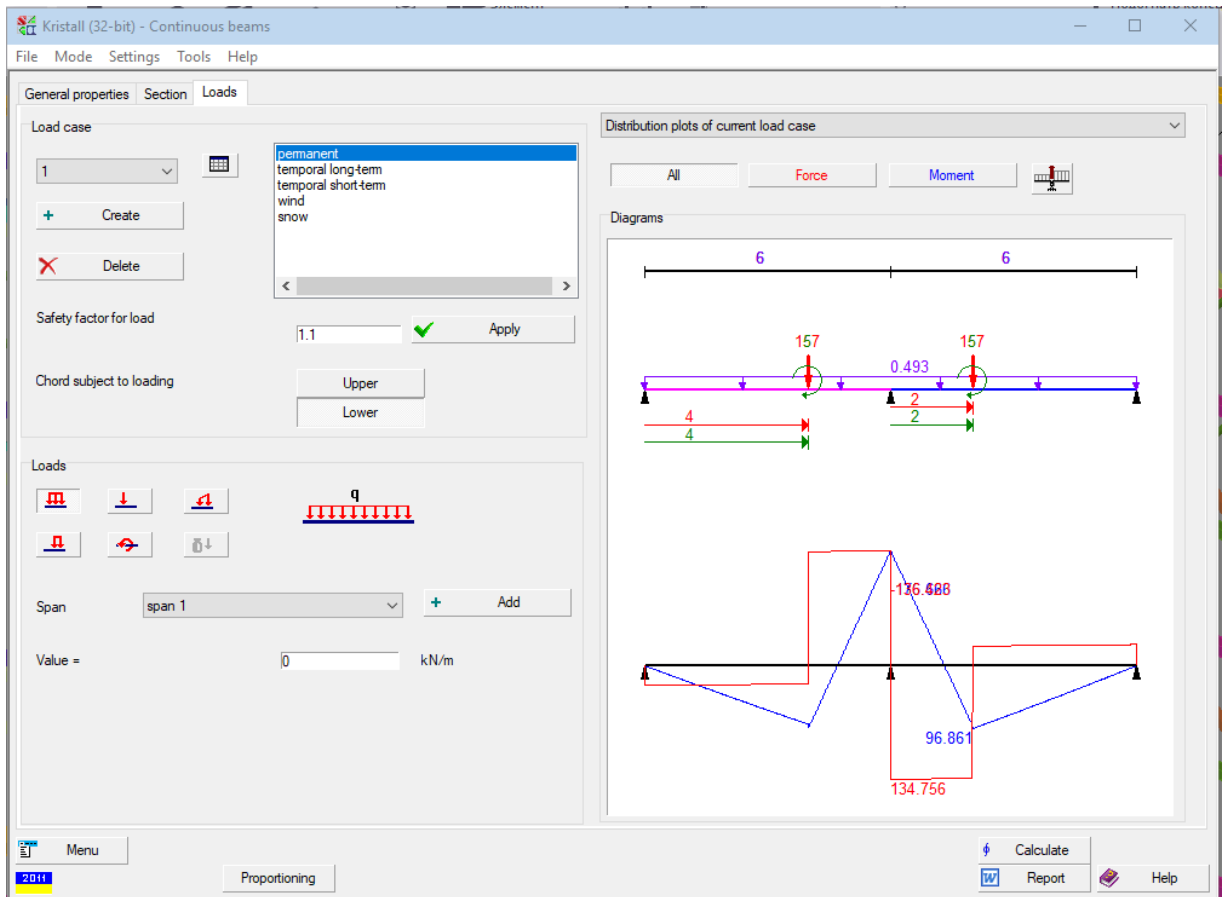 Kristall (32-bit) - Continuous beams
File Mode Settings Tools Help
General properties Section Loads
Load case
1
Create
Delete
permanent
temporal long-term
temporal short-term
wind
snow
Safety factor for load
1.1
Apply
Chord subject to loading
Upper
Lower
Loads
q
Span
span 1
Add
Value =
0
kN/m
Distribution plots of current load case
All Force Moment
Diagrams
6 6
157 157
0.493
4 2
4 2
96.861
134.756
Menu
2011
Proportioning
Calculate
Report
Help